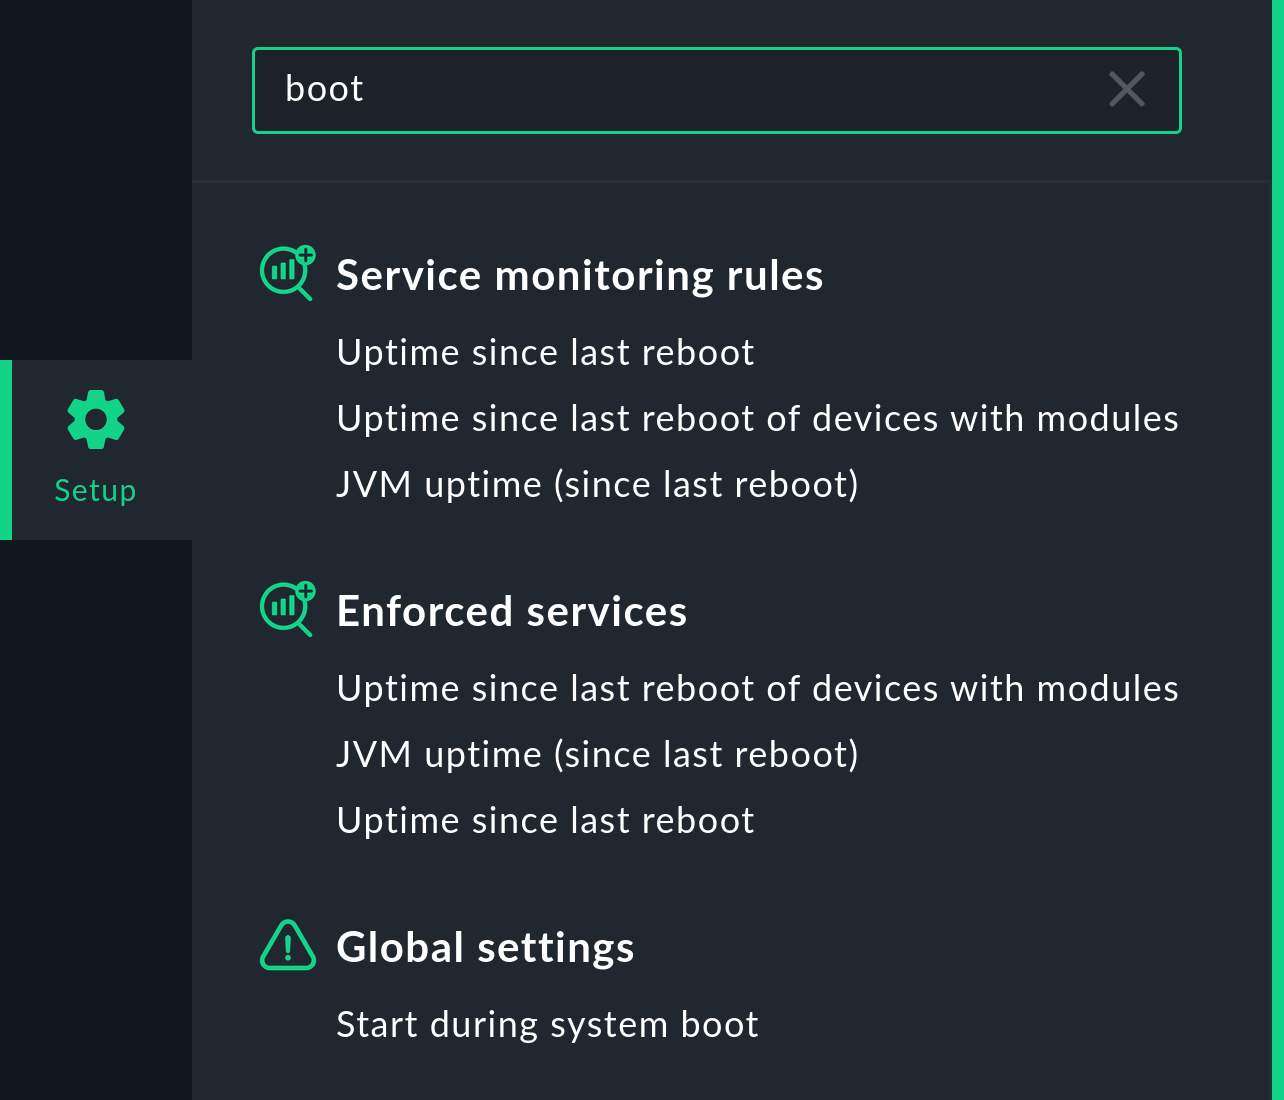 boot
Service monitoring rules
Uptime since last reboot
Uptime since last reboot of devices with modules
JVM uptime (since last reboot)
Setup
Enforced services
Uptime since last reboot of devices with modules
JVM uptime (since last reboot)
Uptime since last reboot
Global settings
Start during system boot